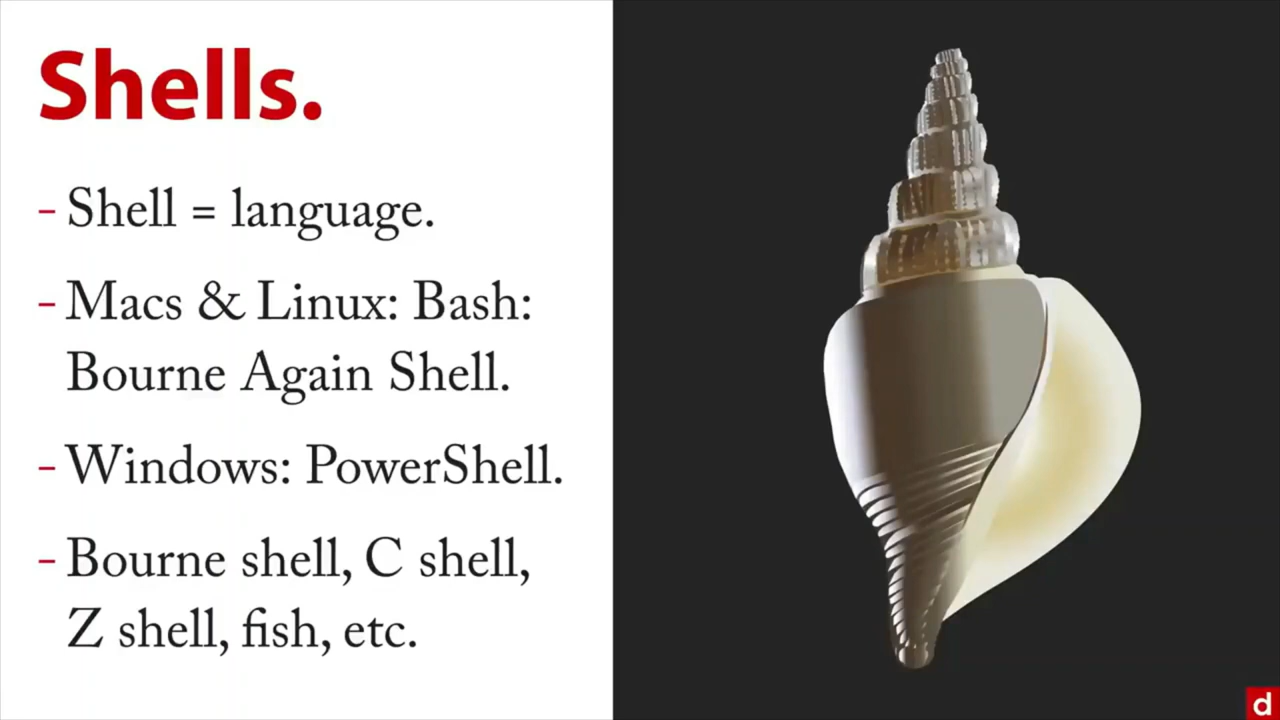 Shells.
– Shell = language.
– Macs & Linux: Bash:
Bourne Again Shell.
– Windows: PowerShell.
– Bourne shell, C shell,
Z shell, fish, etc.
d